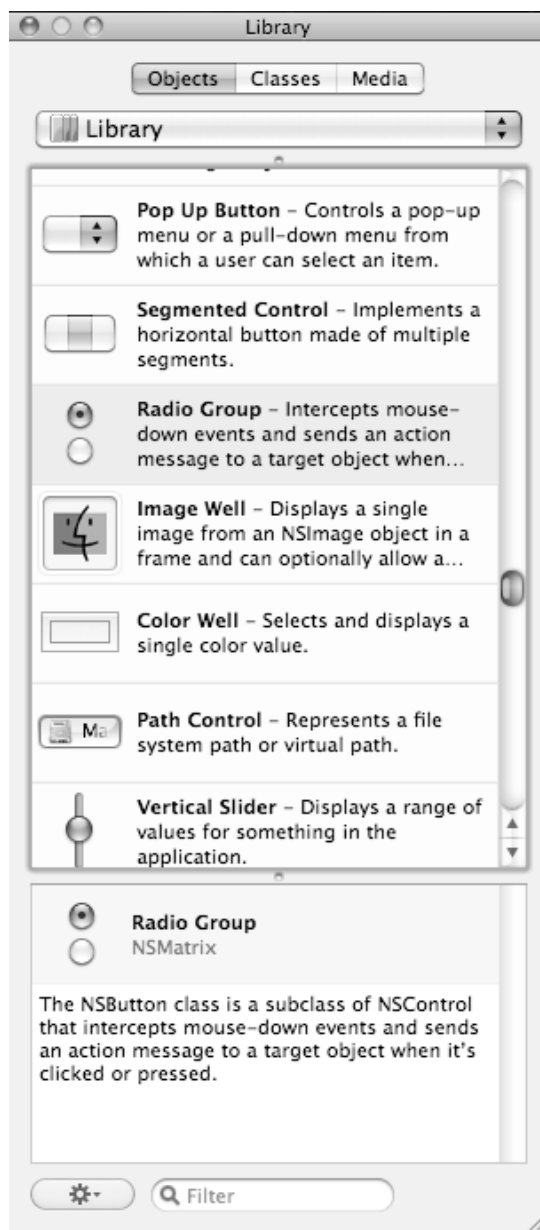 Library
Objects Classes Media
Library
Pop Up Button – Controls a pop-up
menu or a pull-down menu from
which a user can select an item.
Segmented Control – Implements a
horizontal button made of multiple
segments.
Radio Group – Intercepts mouse-
down events and sends an action
message to a target object when...
Image Well – Displays a single
image from an NSImage object in a
frame and can optionally allow a...
Color Well – Selects and displays a
single color value.
Ma
Path Control – Represents a file
system path or virtual path.
Vertical Slider – Displays a range of
values for something in the
application.
Radio Group
NSMatrix
The NSButton class is a subclass of NSControl
that intercepts mouse-down events and sends
an action message to a target object when it's
clicked or pressed.
Filter